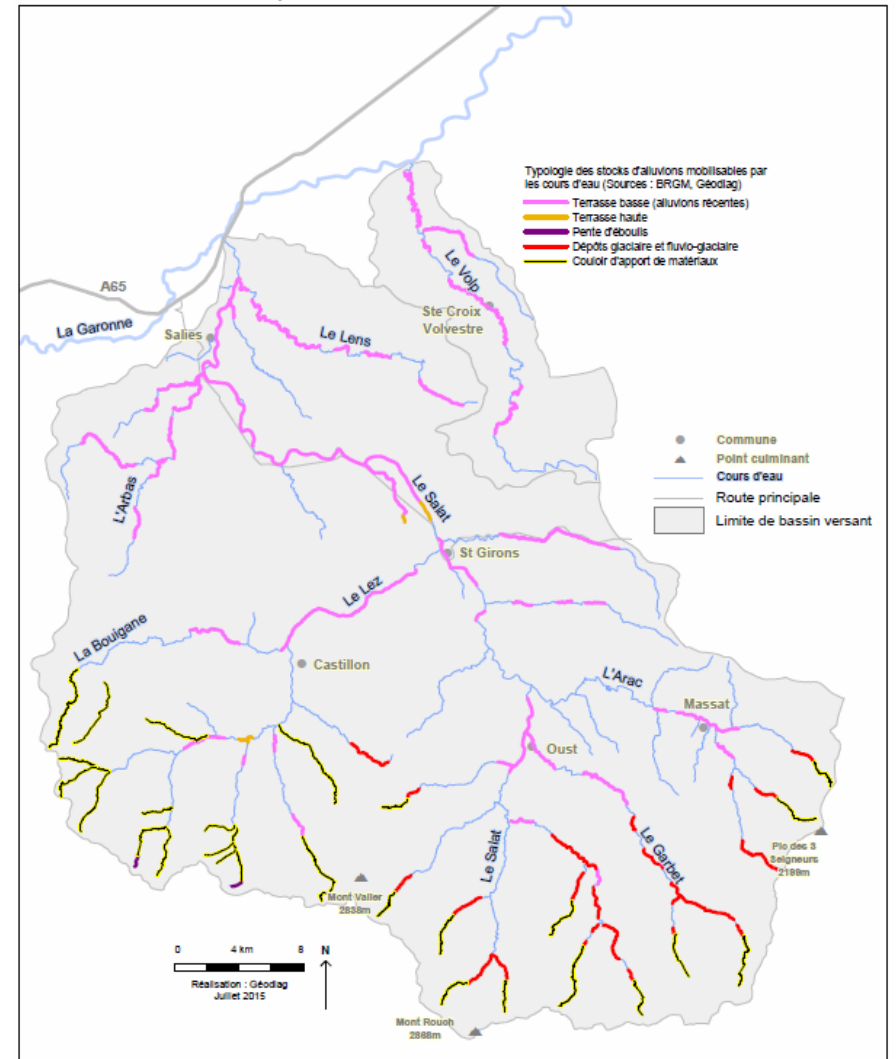 Typologie des stocks d'alluvions mobilisables par
les cours d'eau (Sources : BRGM, Géodiag)
Terrasse basse (alluvions récentes)
Terrasse haute
Pente d'éboulis
Dépôts glaciaire et fluvio-glaciaire
Couloir d'apport de matériaux
A65
La Garonne
Salies
Le Lens
Le Volp
Ste Croix
Volvestre
Commune
Point culminant
Cours d'eau
Route principale
Limite de bassin versant
L'Arbas
Le Salat
St Girons
Le Lez
La Bouigane
Castillon
L'Arac
Massat
Oust
Le Salat
Le Garbet
Pic des 3
Seigneurs
2199m
Mont Valier
2838m
0 4 km 8
N
Réalisation : Géodiag
Juillet 2015
Mont Rouch
2868m